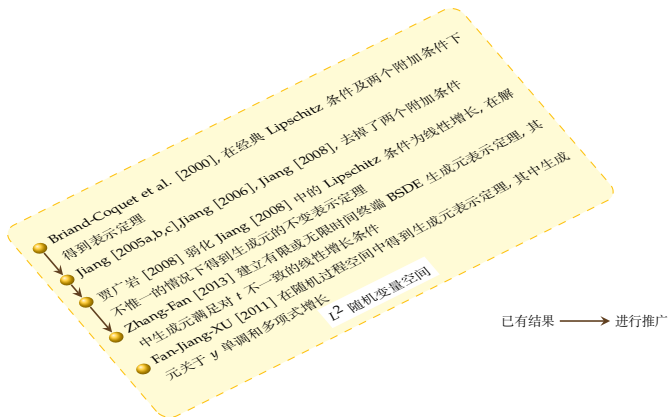 Briand-Coquet et al. [2000], 在经典 Lipschitz 条件及两个附加条件下
得到表示定理
Jiang [2005a,b,c],Jiang [2006], Jiang [2008], 去掉了两个附加条件
贾广岩 [2008] 弱化 Jiang [2008] 中的 Lipschitz 条件为线性增长, 在解
不惟一的情况下得到生成元的不变表示定理
Zhang-Fan [2013] 建立有限或无限时间终端 BSDE 生成元表示定理, 其
中生成元满足对 t 不一致的线性增长条件
Fan-Jiang-XU [2011] 在随机过程空间中得到生成元表示定理, 其中生成
元关于 y 单调和多项式增长
L² 随机变量空间
已有结果 → 进行推广